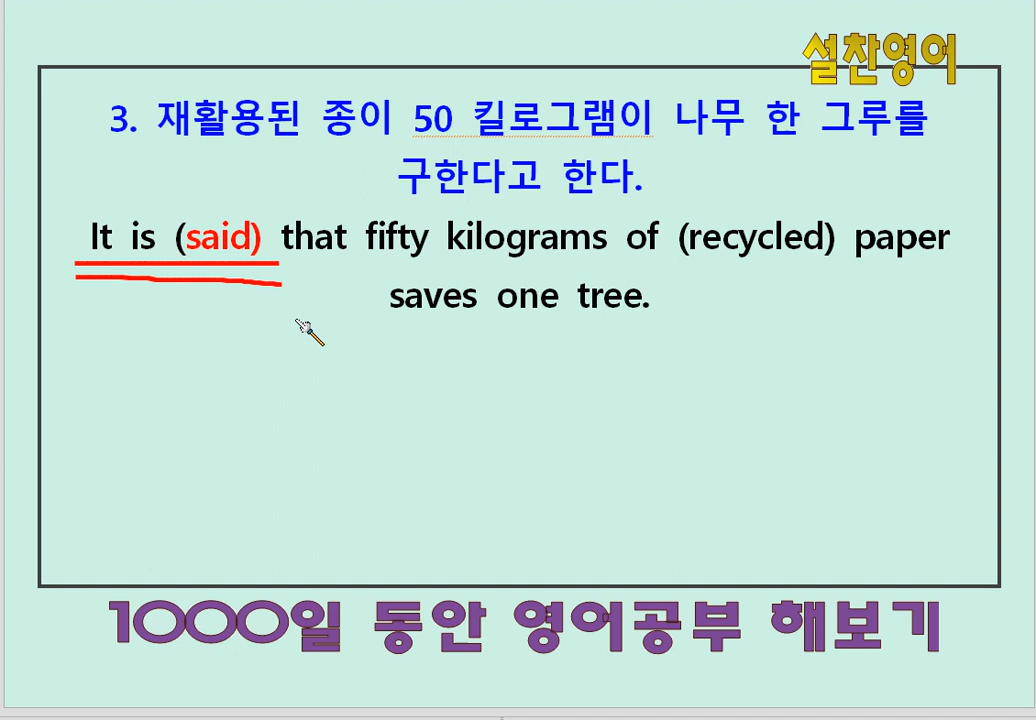 설찬영어
3. 재활용된 종이 50 킬로그램이 나무 한 그루를
구한다고 한다.
It is (said) that fifty kilograms of (recycled) paper
saves one tree.
1000일 동안 영어공부 해보기